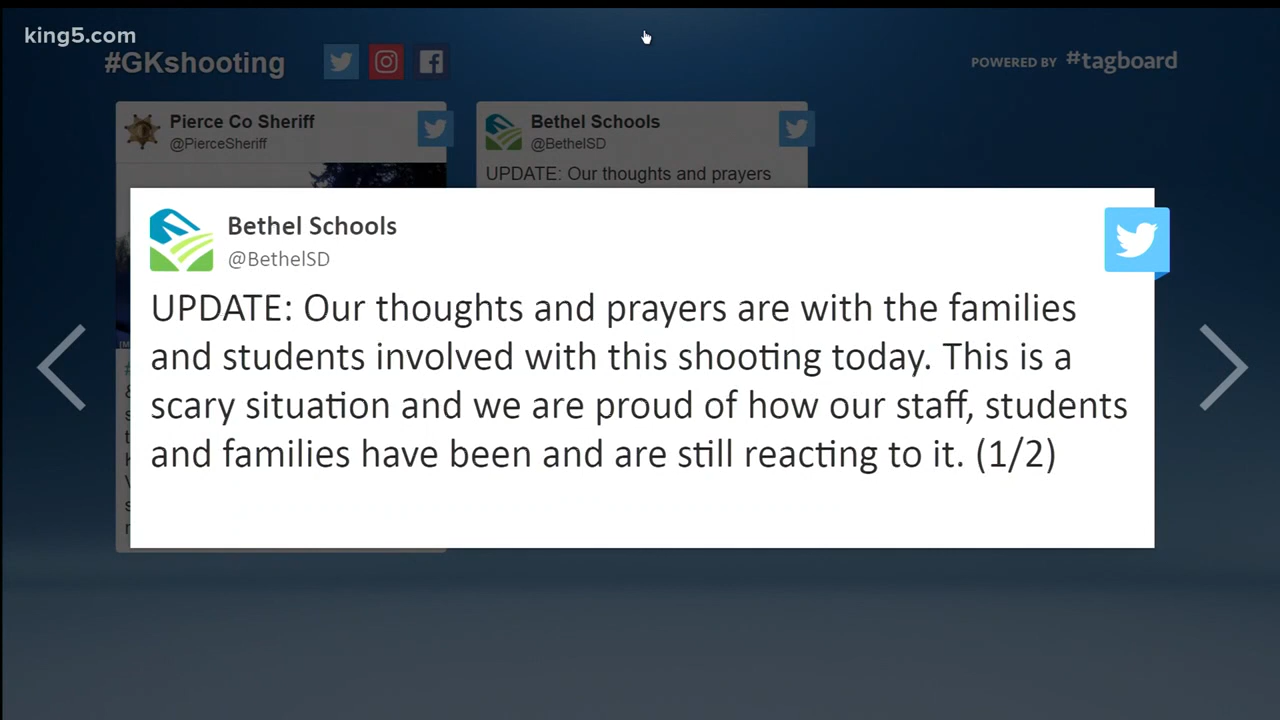 king5.com
#GKshooting
POWERED BY #tagboard
Pierce Co Sheriff
@PierceSheriff
Bethel Schools
@BethelSD
UPDATE: Our thoughts and prayers
Bethel Schools
@BethelSD
UPDATE: Our thoughts and prayers are with the families
and students involved with this shooting today. This is a
scary situation and we are proud of how our staff, students
and families have been and are still reacting to it. (1/2)